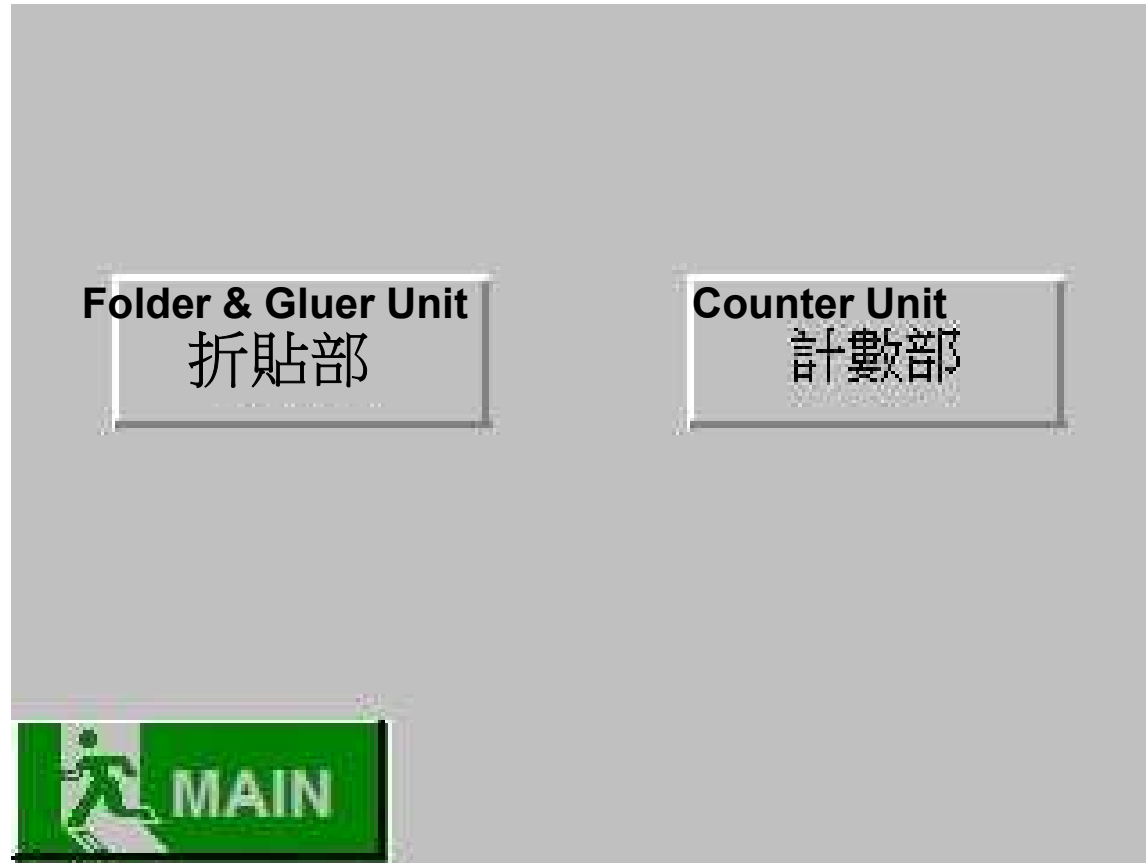 Folder & Gluer Unit
折貼部
Counter Unit
計數部
MAIN